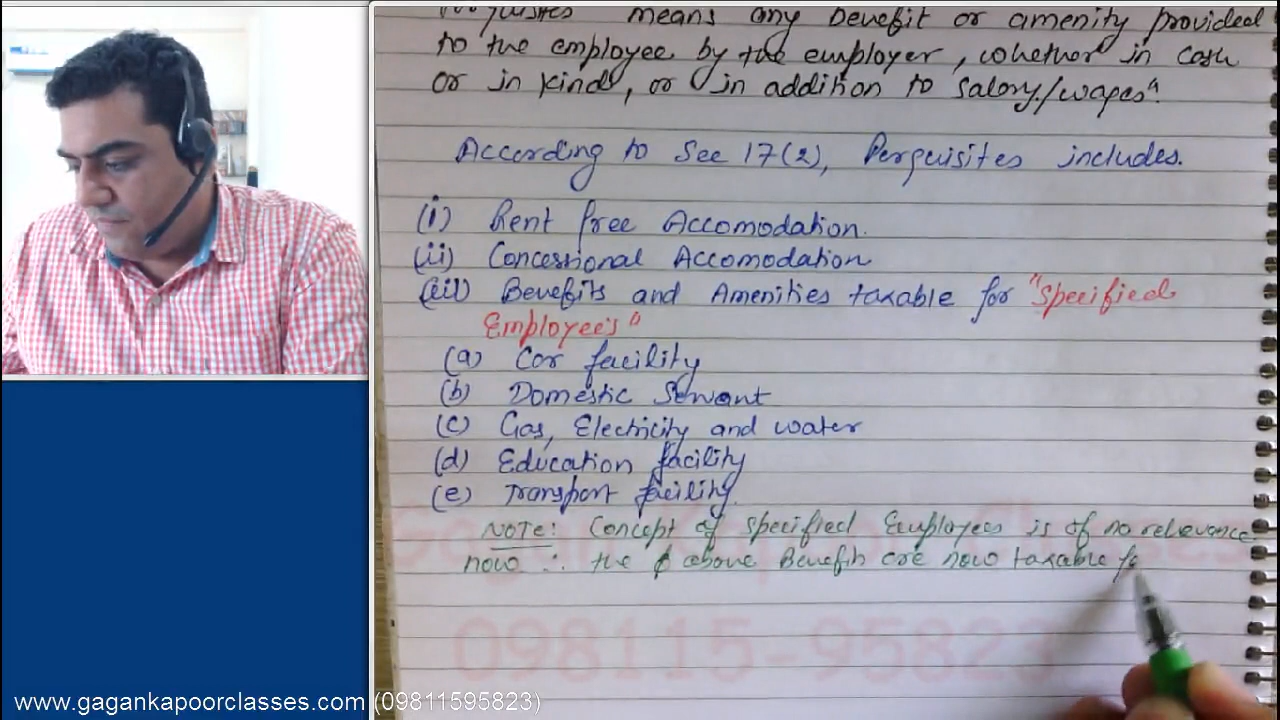 means any benefit or amenity provided
to the employee by the employer, whether in cash
or in kind, or in addition to salary/wages".
According to Sec 17(2), Perquisites includes.
(i) Rent free Accomodation.
(ii) Concessional Accomodation
(iii) Benefits and Amenities taxable for "Specified
Employees"
(a) Car facility
(b) Domestic Servant
(c) Gas, Electricity and water
(d) Education facility
(e) Transport facility.
NOTE: Concept of specified Employees is of no relevance
now ∴ the above Benefits are now taxable fo
098115-95823
www.gagankapoorclasses.com (09811595823)